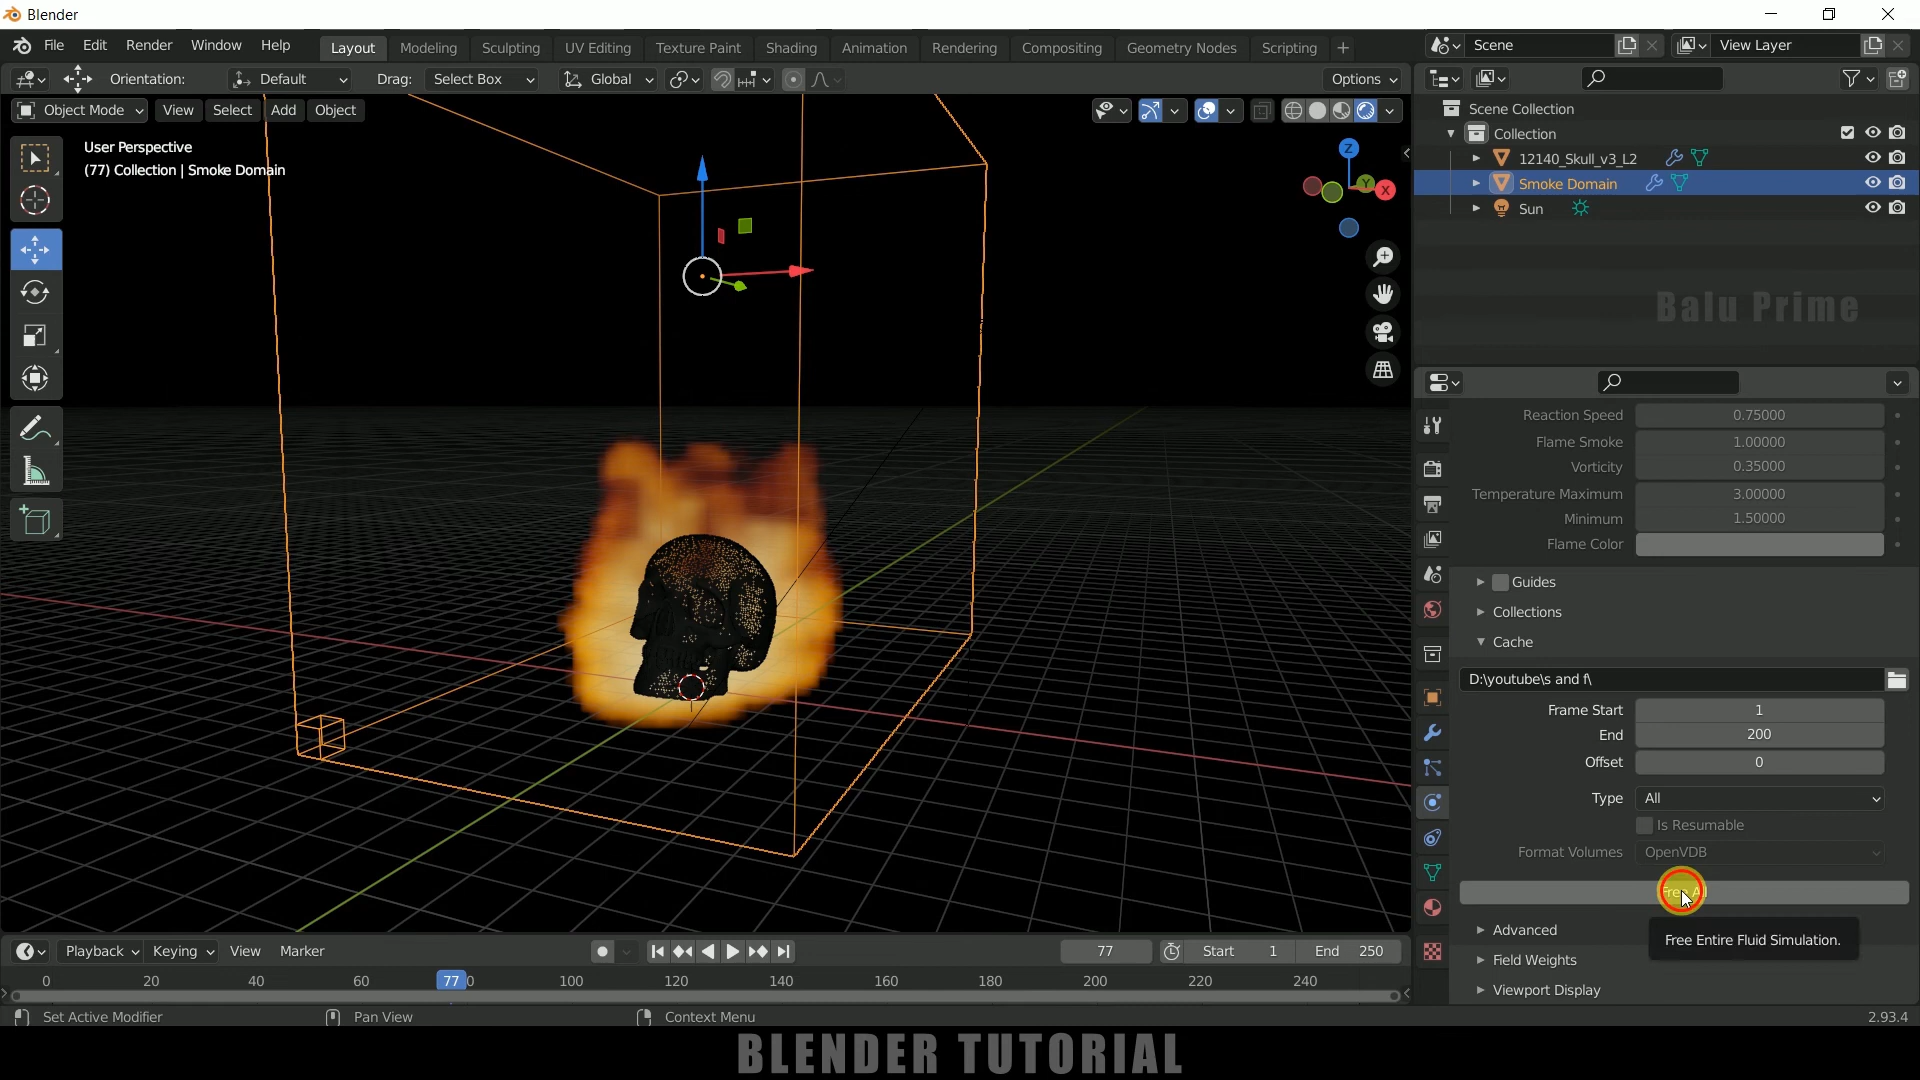 Blender
File Edit Render Window Help Layout Modeling Sculpting UV Editing Texture Paint Shading Animation Rendering Compositing Geometry Nodes Scripting + Scene View Layer
Orientation: Default Drag: Select Box Global Options
Object Mode View Select Add Object
User Perspective
(77) Collection | Smoke Domain
Z
Y
X
Scene Collection
Collection
12140_Skull_v3_L2
Smoke Domain
Sun
Balu Prime
Reaction Speed 0.75000
Flame Smoke 1.00000
Vorticity 0.35000
Temperature Maximum 3.00000
Minimum 1.50000
Flame Color
Guides
Collections
Cache
D:\youtube\s and f\
Frame Start 1
End 200
Offset 0
Type All
Is Resumable
Format Volumes OpenVDB
Free All
Advanced
Free Entire Fluid Simulation.
Field Weights
Viewport Display
Playback Keying View Marker 77 Start 1 End 250
0 20 40 60 77 0 100 120 140 160 180 200 220 240
Set Active Modifier Pan View Context Menu 2.93.4
BLENDER TUTORIAL